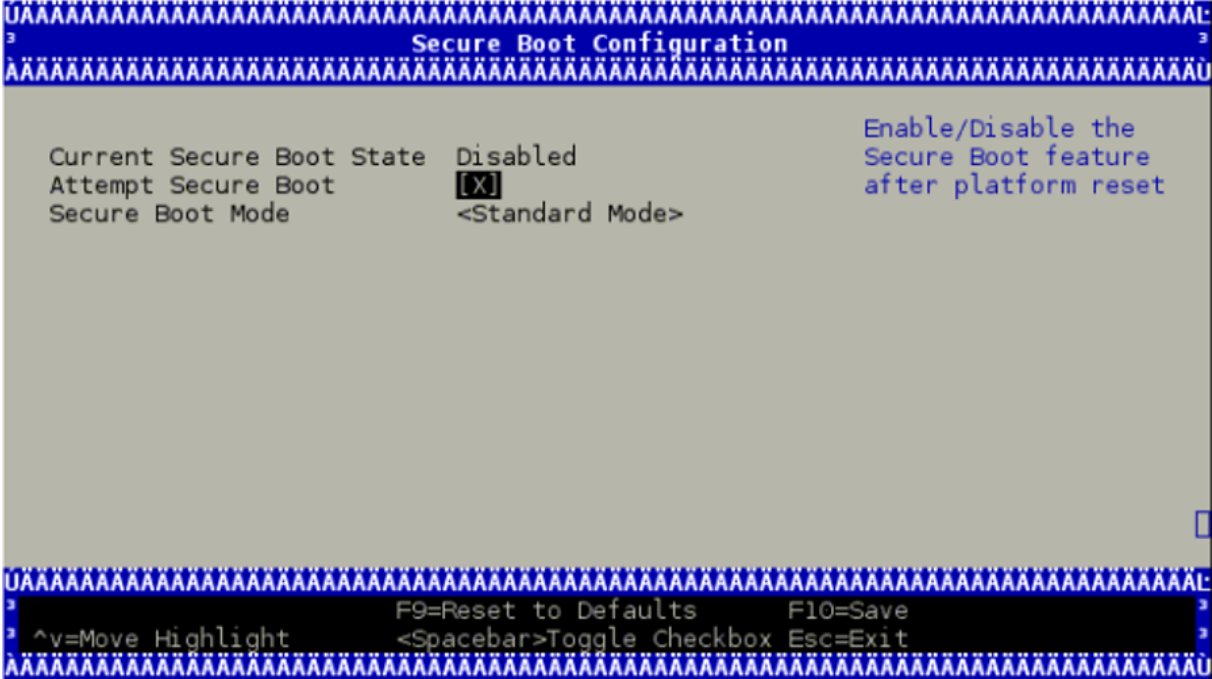 Secure Boot Configuration
Enable/Disable the
Current Secure Boot State Disabled Secure Boot feature
Attempt Secure Boot [X] after platform reset
Secure Boot Mode <Standard Mode>
F9=Reset to Defaults F10=Save
^v=Move Highlight <Spacebar>Toggle Checkbox Esc=Exit